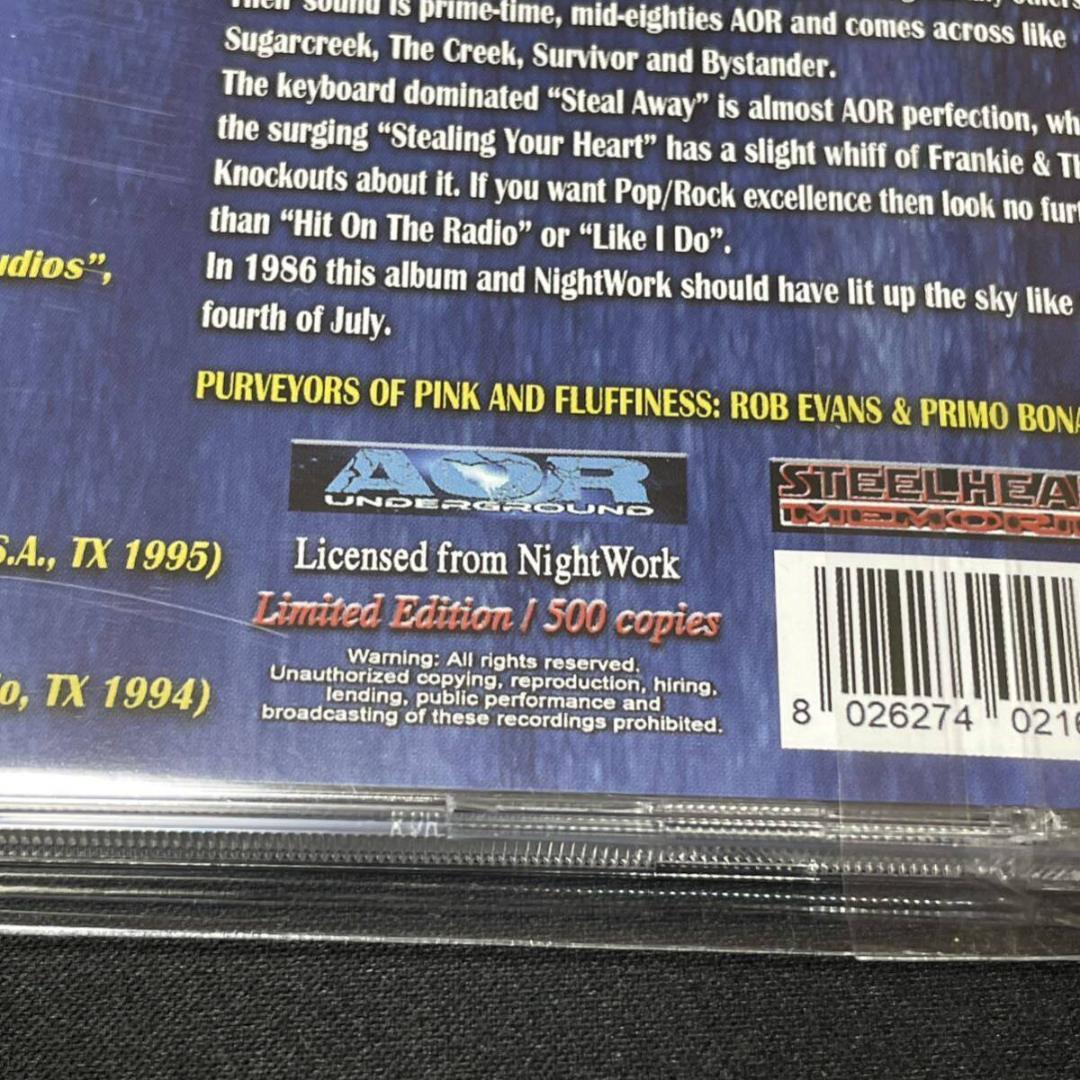 Their sound is prime-time, mid-eighties AOR and comes across like
Sugarcreek, The Creek, Survivor and Bystander.
The keyboard dominated “Steal Away” is almost AOR perfection, wh
the surging “Stealing Your Heart” has a slight whiff of Frankie & Th
Knockouts about it. If you want Pop/Rock excellence then look no furt
than “Hit On The Radio” or “Like I Do”.
udios”,
In 1986 this album and NightWork should have lit up the sky like
fourth of July.
PURVEYORS OF PINK AND FLUFFINESS: ROB EVANS & PRIMO BONA
AOR
UNDERGROUND
STEELHEA
MEMORI
S.A., TX 1995)
Licensed from NightWork
Limited Edition / 500 copies
Warning: All rights reserved.
Unauthorized copying, reproduction, hiring,
lending, public performance and
broadcasting of these recordings prohibited.
o, TX 1994)
8 026274 0216